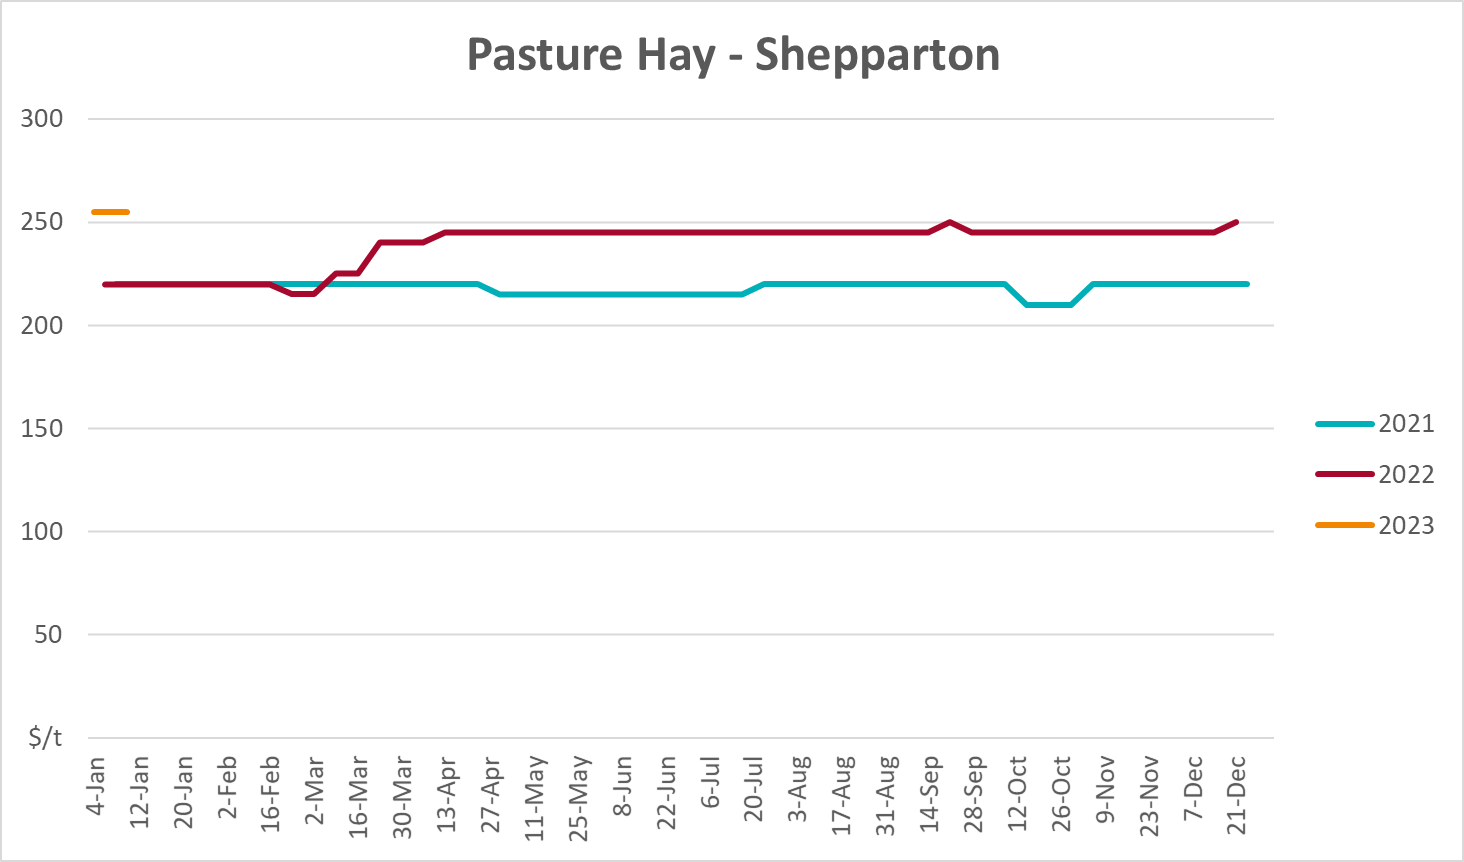 Pasture Hay - Shepparton
300
250
200
150
100
50
$/t
4-Jan
12-Jan
20-Jan
2-Feb
16-Feb
2-Mar
16-Mar
30-Mar
13-Apr
27-Apr
11-May
25-May
8-Jun
22-Jun
6-Jul
20-Jul
3-Aug
17-Aug
31-Aug
14-Sep
28-Sep
12-Oct
26-Oct
9-Nov
23-Nov
7-Dec
21-Dec
2021
2022
2023